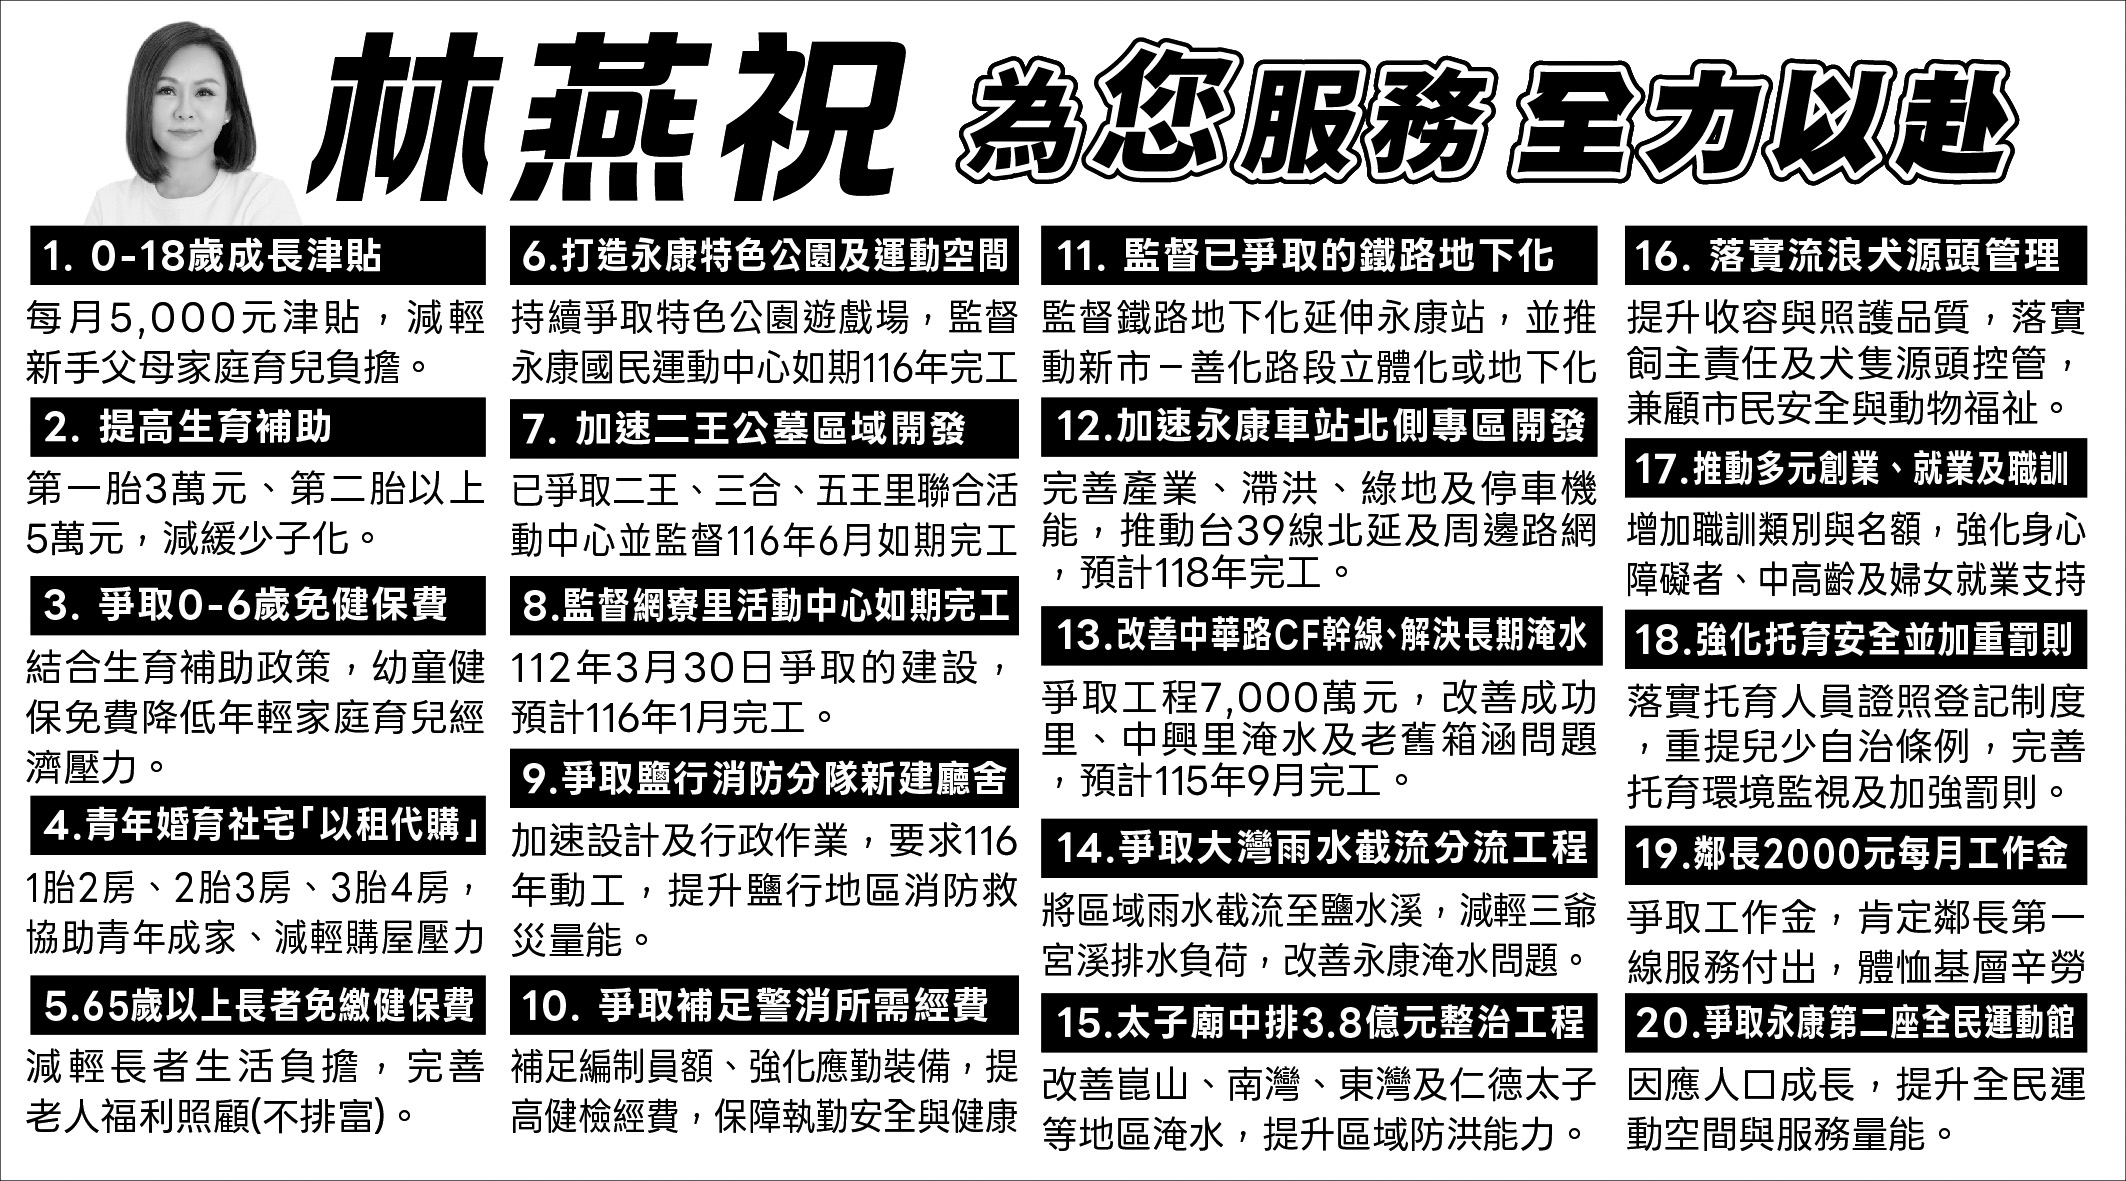 林燕祝 為您服務 全力以赴
1. 0-18歲成長津貼
每月5,000元津貼，減輕
新手父母家庭育兒負擔。
2. 提高生育補助
第一胎3萬元、第二胎以上
5萬元，減緩少子化。
3. 爭取0-6歲免健保費
結合生育補助政策，幼童健
保免費降低年輕家庭育兒經
濟壓力。
4.青年婚育社宅「以租代購」
1胎2房、2胎3房、3胎4房，
協助青年成家、減輕購屋壓力
5.65歲以上長者免繳健保費
減輕長者生活負擔，完善
老人福利照顧(不排富)。
6.打造永康特色公園及運動空間
持續爭取特色公園遊戲場，監督
永康國民運動中心如期116年完工
7. 加速二王公墓區域開發
已爭取二王、三合、五王里聯合活
動中心並監督116年6月如期完工
8.監督網寮里活動中心如期完工
112年3月30日爭取的建設，
預計116年1月完工。
9.爭取鹽行消防分隊新建廳舍
加速設計及行政作業，要求116
年動工，提升鹽行地區消防救
災量能。
10. 爭取補足警消所需經費
補足編制員額、強化應勤裝備，提
高健檢經費，保障執勤安全與健康
11. 監督已爭取的鐵路地下化
監督鐵路地下化延伸永康站，並推
動新市－善化路段立體化或地下化
12.加速永康車站北側專區開發
完善產業、滯洪、綠地及停車機
能，推動台39線北延及周邊路網
，預計118年完工。
13.改善中華路CF幹線、解決長期淹水
爭取工程7,000萬元，改善成功
里、中興里淹水及老舊箱涵問題
，預計115年9月完工。
14.爭取大灣雨水截流分流工程
將區域雨水截流至鹽水溪，減輕三爺
宮溪排水負荷，改善永康淹水問題。
15.太子廟中排3.8億元整治工程
改善崑山、南灣、東灣及仁德太子
等地區淹水，提升區域防洪能力。
16. 落實流浪犬源頭管理
提升收容與照護品質，落實
飼主責任及犬隻源頭控管，
兼顧市民安全與動物福祉。
17.推動多元創業、就業及職訓
增加職訓類別與名額，強化身心
障礙者、中高齡及婦女就業支持
18.強化托育安全並加重罰則
落實托育人員證照登記制度
，重提兒少自治條例，完善
托育環境監視及加強罰則。
19.鄰長2000元每月工作金
爭取工作金，肯定鄰長第一
線服務付出，體恤基層辛勞
20.爭取永康第二座全民運動館
因應人口成長，提升全民運
動空間與服務量能。